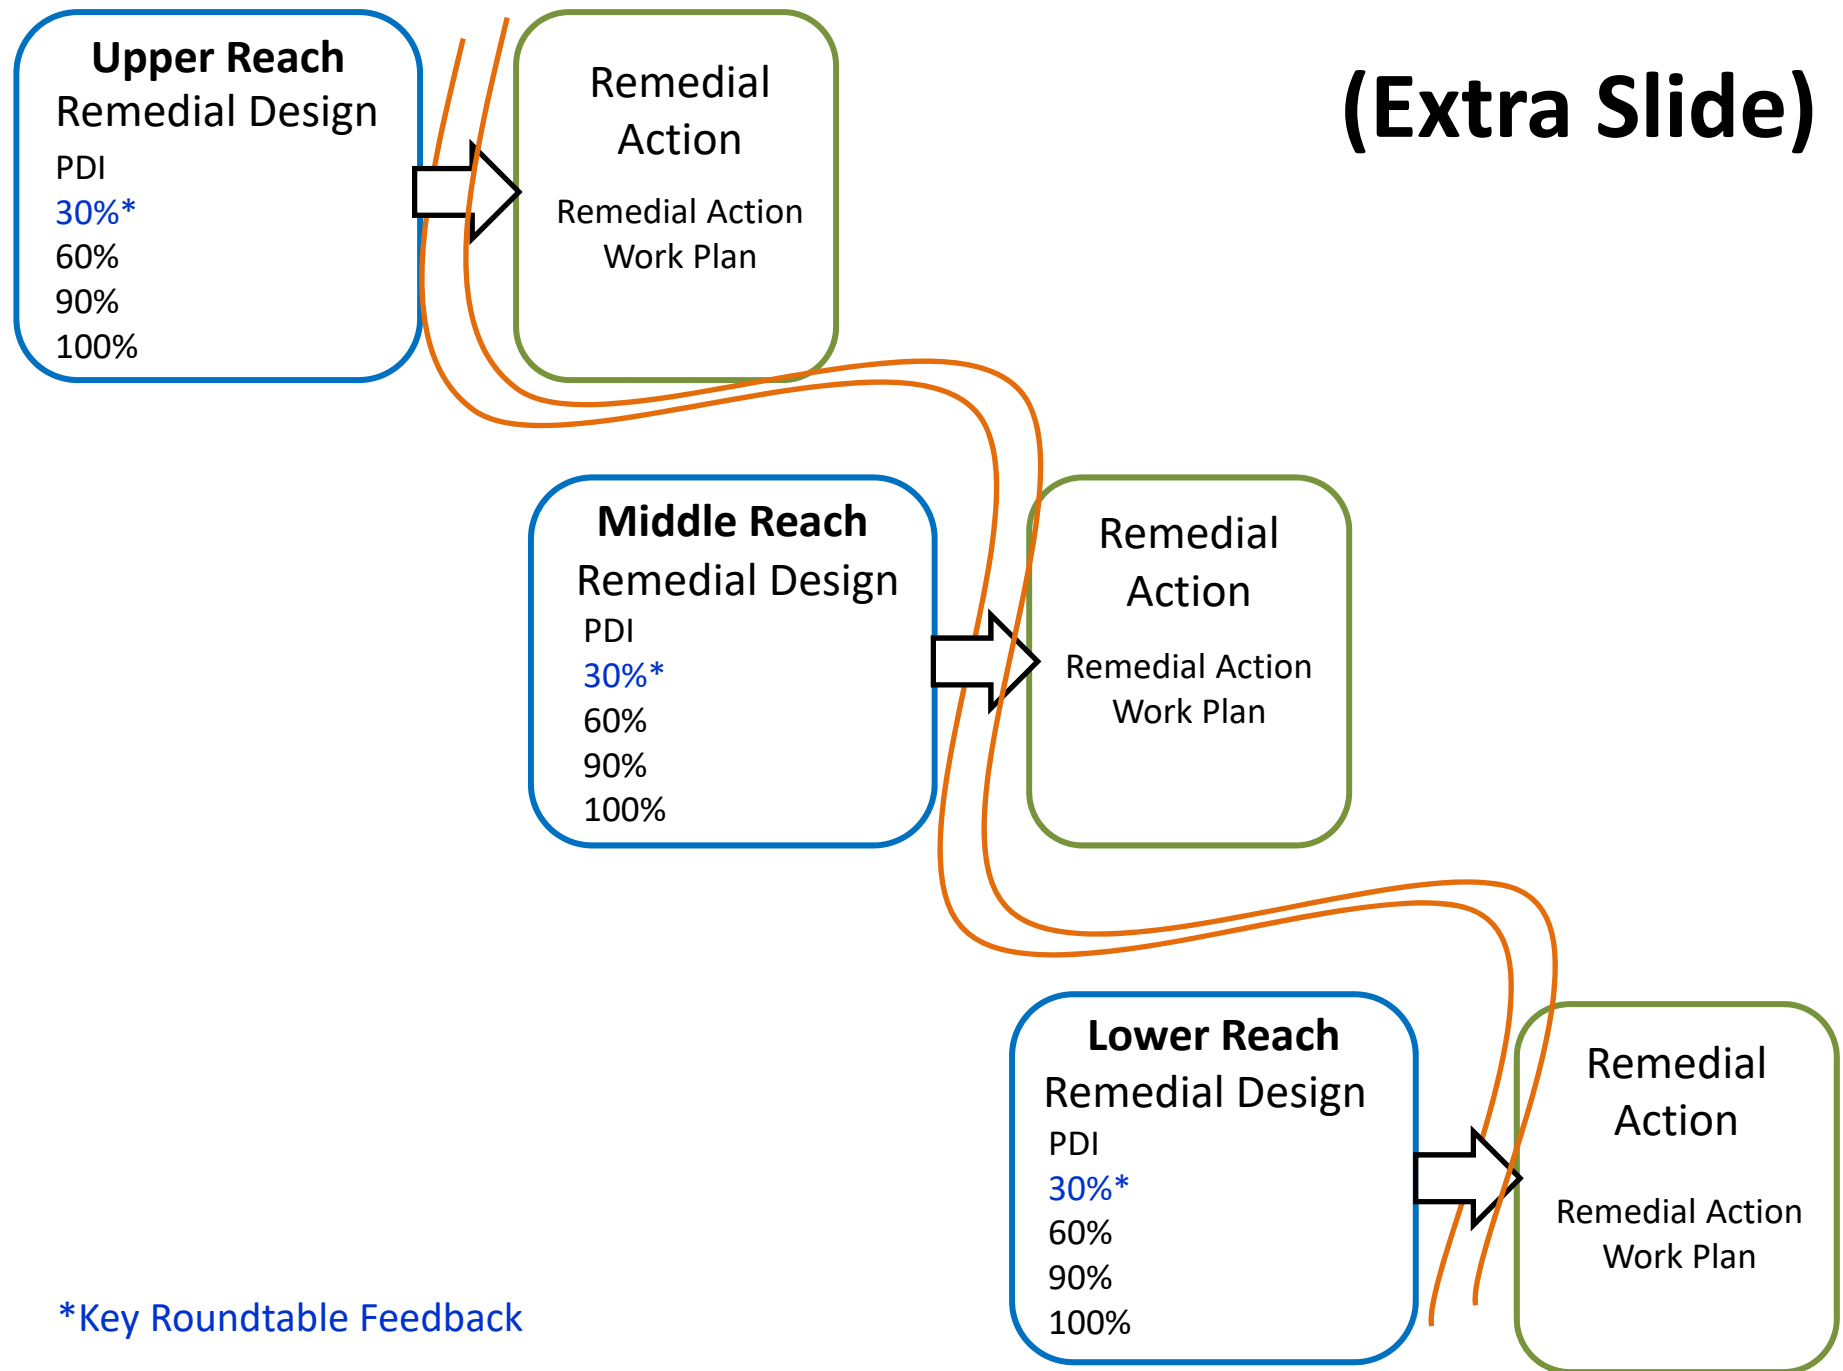 Upper Reach
Remedial Design
PDI
30%*
60%
90%
100%
Remedial
Action
Remedial Action
Work Plan
(Extra Slide)
Middle Reach
Remedial Design
PDI
30%*
60%
90%
100%
Remedial
Action
Remedial Action
Work Plan
Lower Reach
Remedial Design
PDI
30%*
60%
90%
100%
Remedial
Action
Remedial Action
Work Plan
*Key Roundtable Feedback